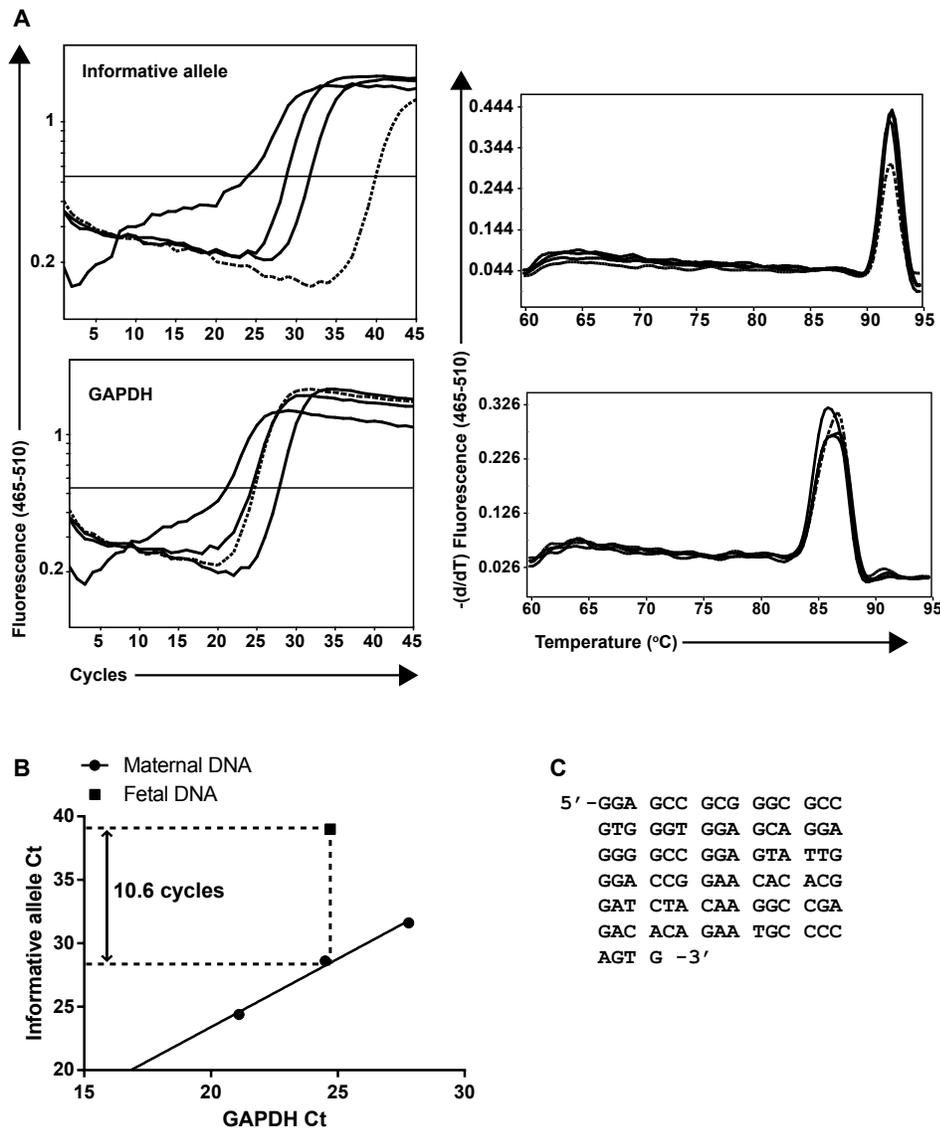 A
Informative allele
1
0.2
5 10 15 20 25 30 35 40 45
GAPDH
1
0.2
5 10 15 20 25 30 35 40 45
Fluorescence (465-510)
Cycles
0.444
0.344
0.244
0.144
0.044
60 65 70 75 80 85 90 95
0.326
0.226
0.126
0.026
60 65 70 75 80 85 90 95
-(d/dT) Fluorescence (465-510)
Temperature (ºC)
B
Maternal DNA
Fetal DNA
40
35
30
25
20
10.6 cycles
15 20 25 30
Informative allele Ct
GAPDH Ct
C
5’-GGA GCC GCG GGC GCC
GTG GGT GGA GCA GGA
GGG GCC GGA GTA TTG
GGA CCG GAA CAC ACG
GAT CTA CAA GGC CGA
GAC ACA GAA TGC CCC
AGT G -3’